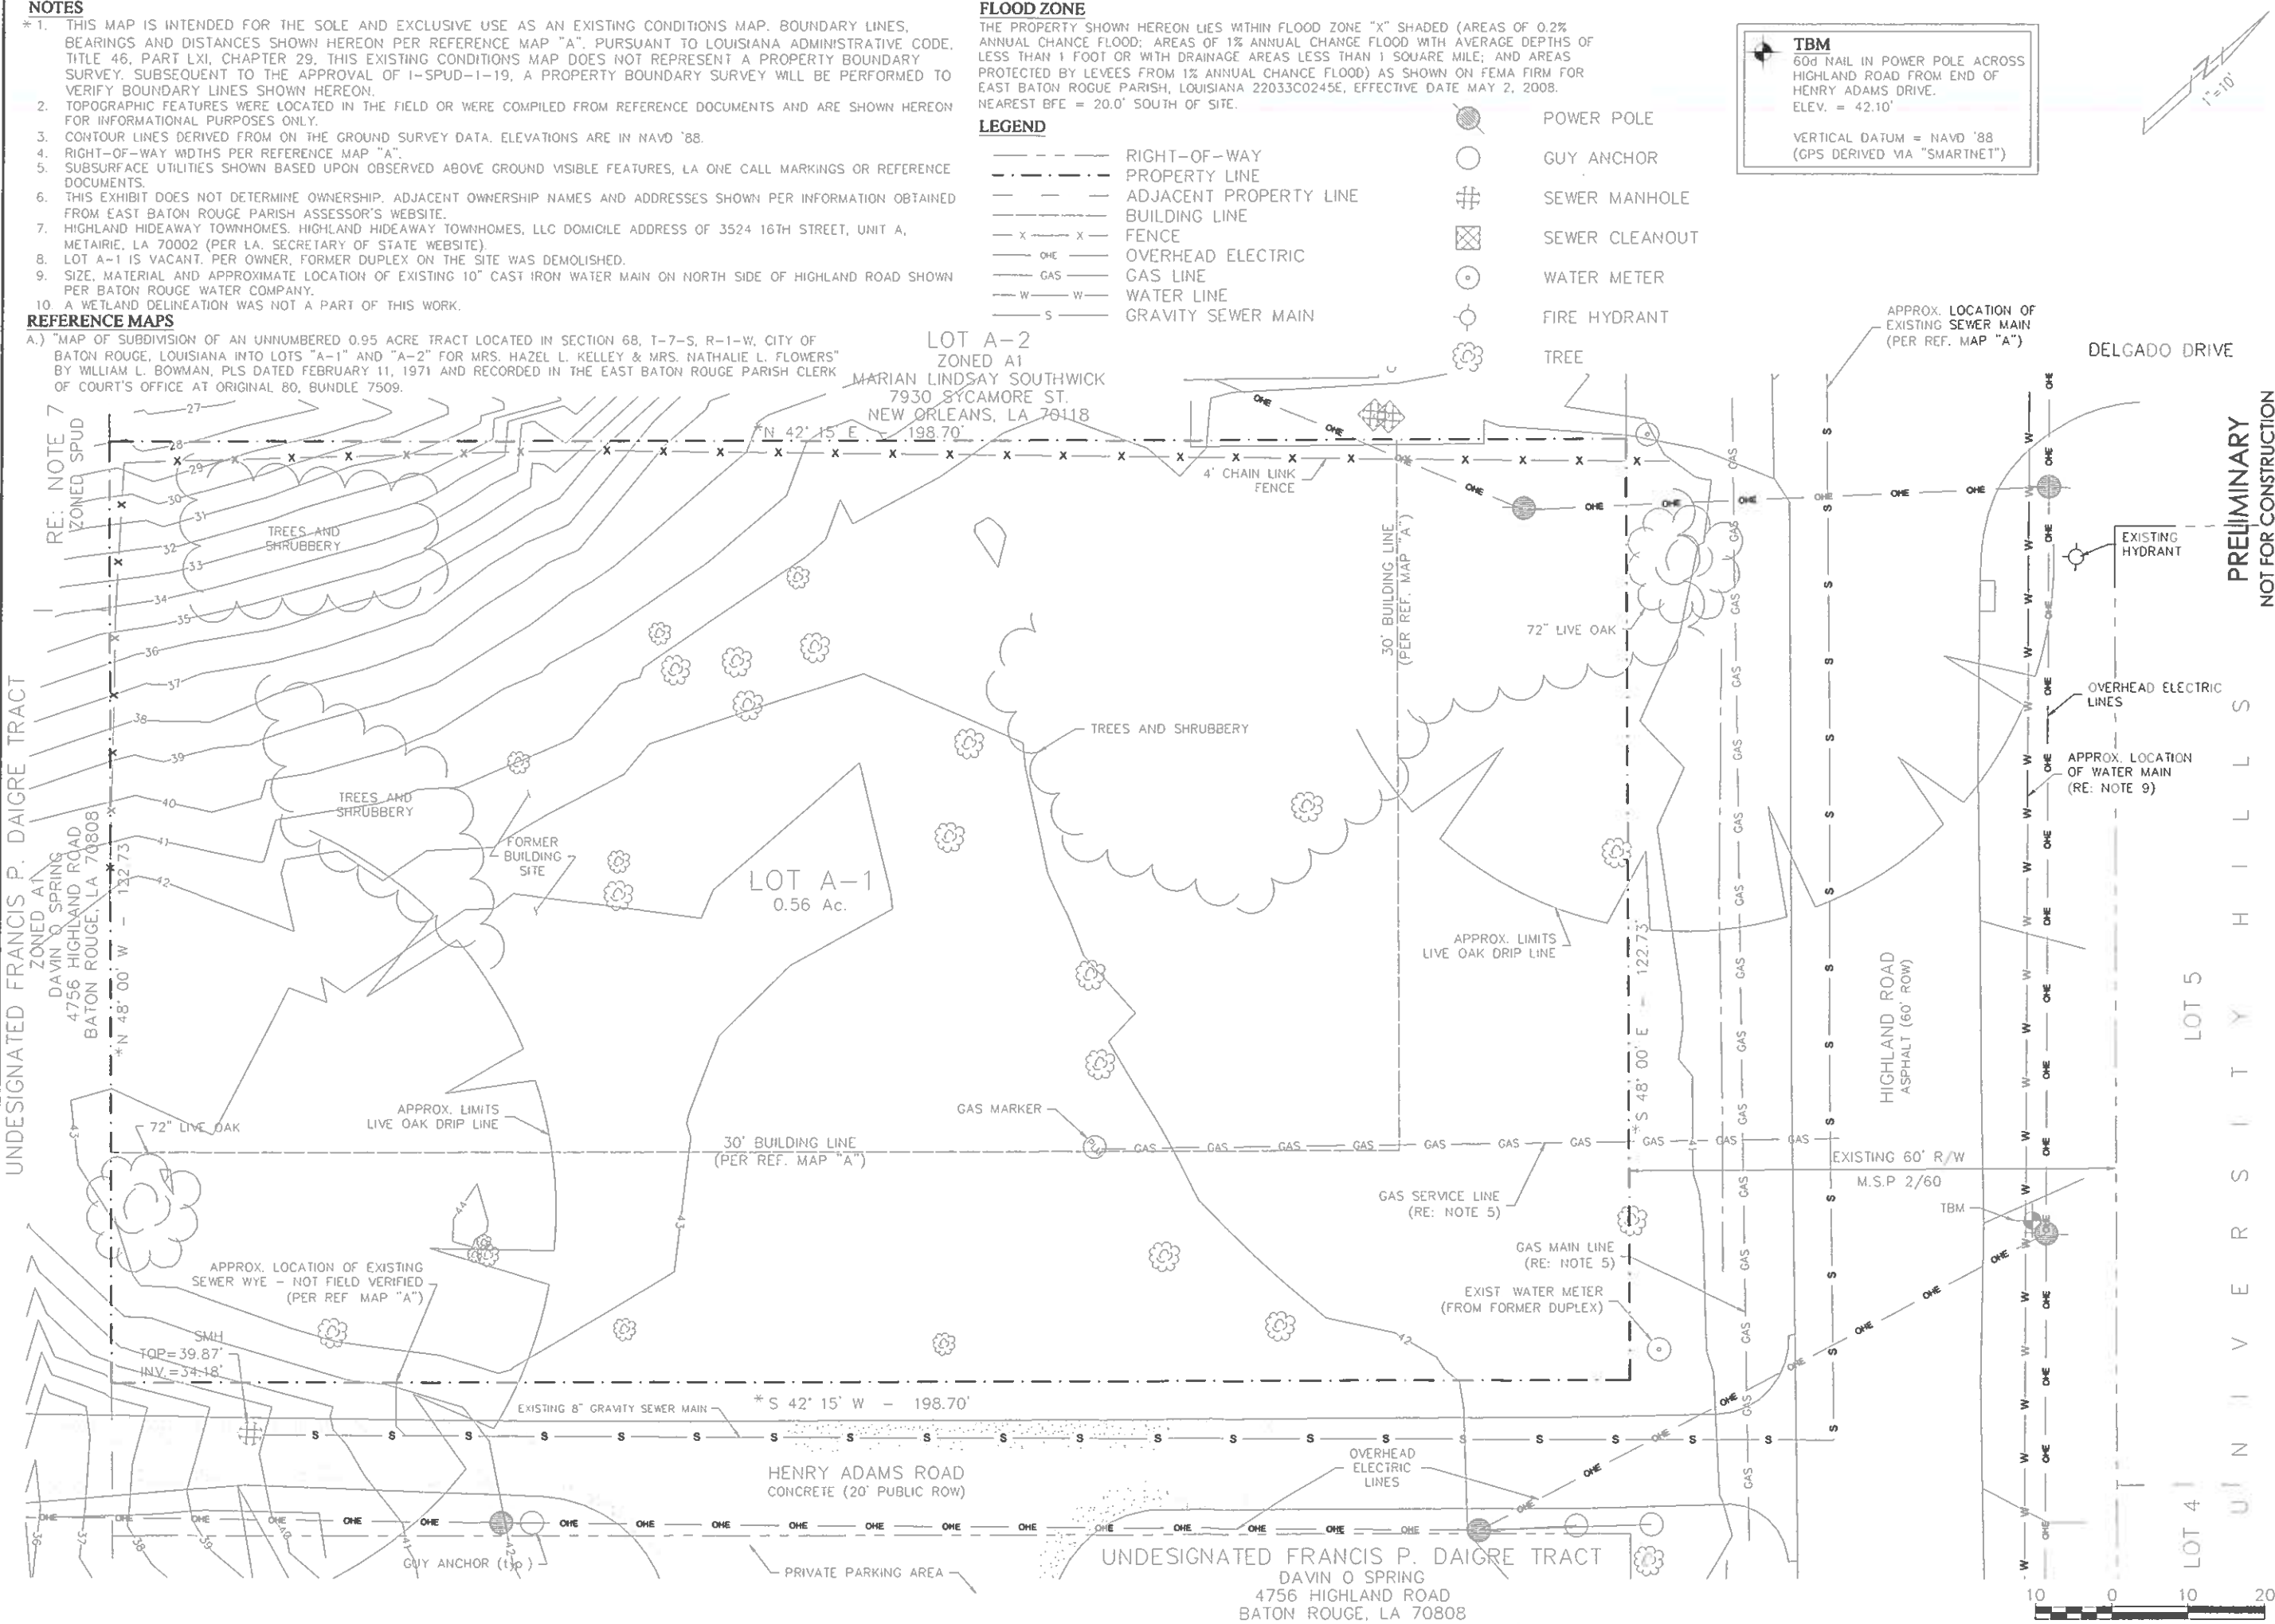 NOTES
* 1. THIS MAP IS INTENDED FOR THE SOLE AND EXCLUSIVE USE AS AN EXISTING CONDITIONS MAP. BOUNDARY LINES,
BEARINGS AND DISTANCES SHOWN HEREON PER REFERENCE MAP "A". PURSUANT TO LOUISIANA ADMINISTRATIVE CODE,
TITLE 46, PART LXI, CHAPTER 29, THIS EXISTING CONDITIONS MAP DOES NOT REPRESENT A PROPERTY BOUNDARY
SURVEY. SUBSEQUENT TO THE APPROVAL OF I-SPUD-1-19, A PROPERTY BOUNDARY SURVEY WILL BE PERFORMED TO
VERIFY BOUNDARY LINES SHOWN HEREON.
2. TOPOGRAPHIC FEATURES WERE LOCATED IN THE FIELD OR WERE COMPILED FROM REFERENCE DOCUMENTS AND ARE SHOWN HEREON
FOR INFORMATIONAL PURPOSES ONLY.
3. CONTOUR LINES DERIVED FROM ON THE GROUND SURVEY DATA. ELEVATIONS ARE IN NAVD '88.
4. RIGHT-OF-WAY WIDTHS PER REFERENCE MAP "A".
5. SUBSURFACE UTILITIES SHOWN BASED UPON OBSERVED ABOVE GROUND VISIBLE FEATURES, LA ONE CALL MARKINGS OR REFERENCE
DOCUMENTS.
6. THIS EXHIBIT DOES NOT DETERMINE OWNERSHIP. ADJACENT OWNERSHIP NAMES AND ADDRESSES SHOWN PER INFORMATION OBTAINED
FROM EAST BATON ROUGE PARISH ASSESSOR'S WEBSITE.
7. HIGHLAND HIDEAWAY TOWNHOMES. HIGHLAND HIDEAWAY TOWNHOMES, LLC DOMICILE ADDRESS OF 3524 16TH STREET, UNIT A,
METAIRIE, LA 70002 (PER LA. SECRETARY OF STATE WEBSITE).
8. LOT A-1 IS VACANT. PER OWNER, FORMER DUPLEX ON THE SITE WAS DEMOLISHED.
9. SIZE, MATERIAL AND APPROXIMATE LOCATION OF EXISTING 10" CAST IRON WATER MAIN ON NORTH SIDE OF HIGHLAND ROAD SHOWN
PER BATON ROUGE WATER COMPANY.
10. A WETLAND DELINEATION WAS NOT A PART OF THIS WORK.
REFERENCE MAPS
A.) "MAP OF SUBDIVISION OF AN UNNUMBERED 0.95 ACRE TRACT LOCATED IN SECTION 68, T-7-S, R-1-W, CITY OF
BATON ROUGE, LOUISIANA INTO LOTS "A-1" AND "A-2" FOR MRS. HAZEL L. KELLEY & MRS. NATHALIE L. FLOWERS"
BY WILLIAM L. BOWMAN, PLS DATED FEBRUARY 11, 1971 AND RECORDED IN THE EAST BATON ROUGE PARISH CLERK
OF COURT'S OFFICE AT ORIGINAL 80, BUNDLE 7509.
FLOOD ZONE
THE PROPERTY SHOWN HEREON LIES WITHIN FLOOD ZONE "X" SHADED (AREAS OF 0.2%
ANNUAL CHANCE FLOOD; AREAS OF 1% ANNUAL CHANGE FLOOD WITH AVERAGE DEPTHS OF
LESS THAN 1 FOOT OR WITH DRAINAGE AREAS LESS THAN 1 SQUARE MILE; AND AREAS
PROTECTED BY LEVEES FROM 1% ANNUAL CHANCE FLOOD) AS SHOWN ON FEMA FIRM FOR
EAST BATON ROGUE PARISH, LOUISIANA 22033C0245E, EFFECTIVE DATE MAY 2, 2008.
NEAREST BFE = 20.0' SOUTH OF SITE.
LEGEND
RIGHT-OF-WAY
PROPERTY LINE
ADJACENT PROPERTY LINE
BUILDING LINE
X X FENCE
OHE OVERHEAD ELECTRIC
GAS GAS LINE
W W WATER LINE
S GRAVITY SEWER MAIN
POWER POLE
GUY ANCHOR
SEWER MANHOLE
SEWER CLEANOUT
WATER METER
FIRE HYDRANT
TREE
TBM
60d NAIL IN POWER POLE ACROSS
HIGHLAND ROAD FROM END OF
HENRY ADAMS DRIVE.
ELEV. = 42.10'
VERTICAL DATUM = NAVD '88
(GPS DERIVED VIA "SMARTNET")
N
1"=10'
LOT A-2
ZONED A1
MARIAN LINDSAY SOUTHWICK
7930 SYCAMORE ST.
NEW ORLEANS, LA 70118
*N 42° 15' E 198.70'
APPROX. LOCATION OF
EXISTING SEWER MAIN
(PER REF. MAP "A")
DELGADO DRIVE
PRELIMINARY
NOT FOR CONSTRUCTION
RE: NOTE 7
ZONED SPUD
27
28
29
30
31
32
33
34
35
36
37
38
39
40
41
42
TREES AND
SHRUBBERY
4' CHAIN LINK
FENCE
30' BUILDING LINE
(PER REF. MAP "A")
72" LIVE OAK
EXISTING
HYDRANT
OVERHEAD ELECTRIC
LINES
APPROX. LOCATION
OF WATER MAIN
(RE: NOTE 9)
TREES AND SHRUBBERY
TREES AND
SHRUBBERY
FORMER
BUILDING
SITE
LOT A-1
0.56 Ac.
UNDESIGNATED FRANCIS P. DAIGRE TRACT
ZONED A1
DAVIN O SPRING
4756 HIGHLAND ROAD
BATON ROUGE, LA 70808
*N 48° 00' W - 122.73'
APPROX. LIMITS
LIVE OAK DRIP LINE
*S 48° 00' E - 122.73'
HIGHLAND ROAD
ASPHALT (60' ROW)
LOT 5
UNIVERSITY HILLS
LOT 4
72" LIVE OAK
APPROX. LIMITS
LIVE OAK DRIP LINE
GAS MARKER
30' BUILDING LINE
(PER REF. MAP "A")
GAS SERVICE LINE
(RE: NOTE 5)
EXISTING 60' R/W
M.S.P 2/60
TBM
43
44
43
42
APPROX. LOCATION OF EXISTING
SEWER WYE - NOT FIELD VERIFIED
(PER REF MAP "A")
GAS MAIN LINE
(RE: NOTE 5)
EXIST WATER METER
(FROM FORMER DUPLEX)
SMH
TOP=39.87'
INV.=34.18'
*S 42° 15' W - 198.70'
EXISTING 8" GRAVITY SEWER MAIN
HENRY ADAMS ROAD
CONCRETE (20' PUBLIC ROW)
OVERHEAD
ELECTRIC
LINES
36
37
38
39
40
41
42
GUY ANCHOR (typ)
PRIVATE PARKING AREA
UNDESIGNATED FRANCIS P. DAIGRE TRACT
DAVIN O SPRING
4756 HIGHLAND ROAD
BATON ROUGE, LA 70808
10 0 10 20